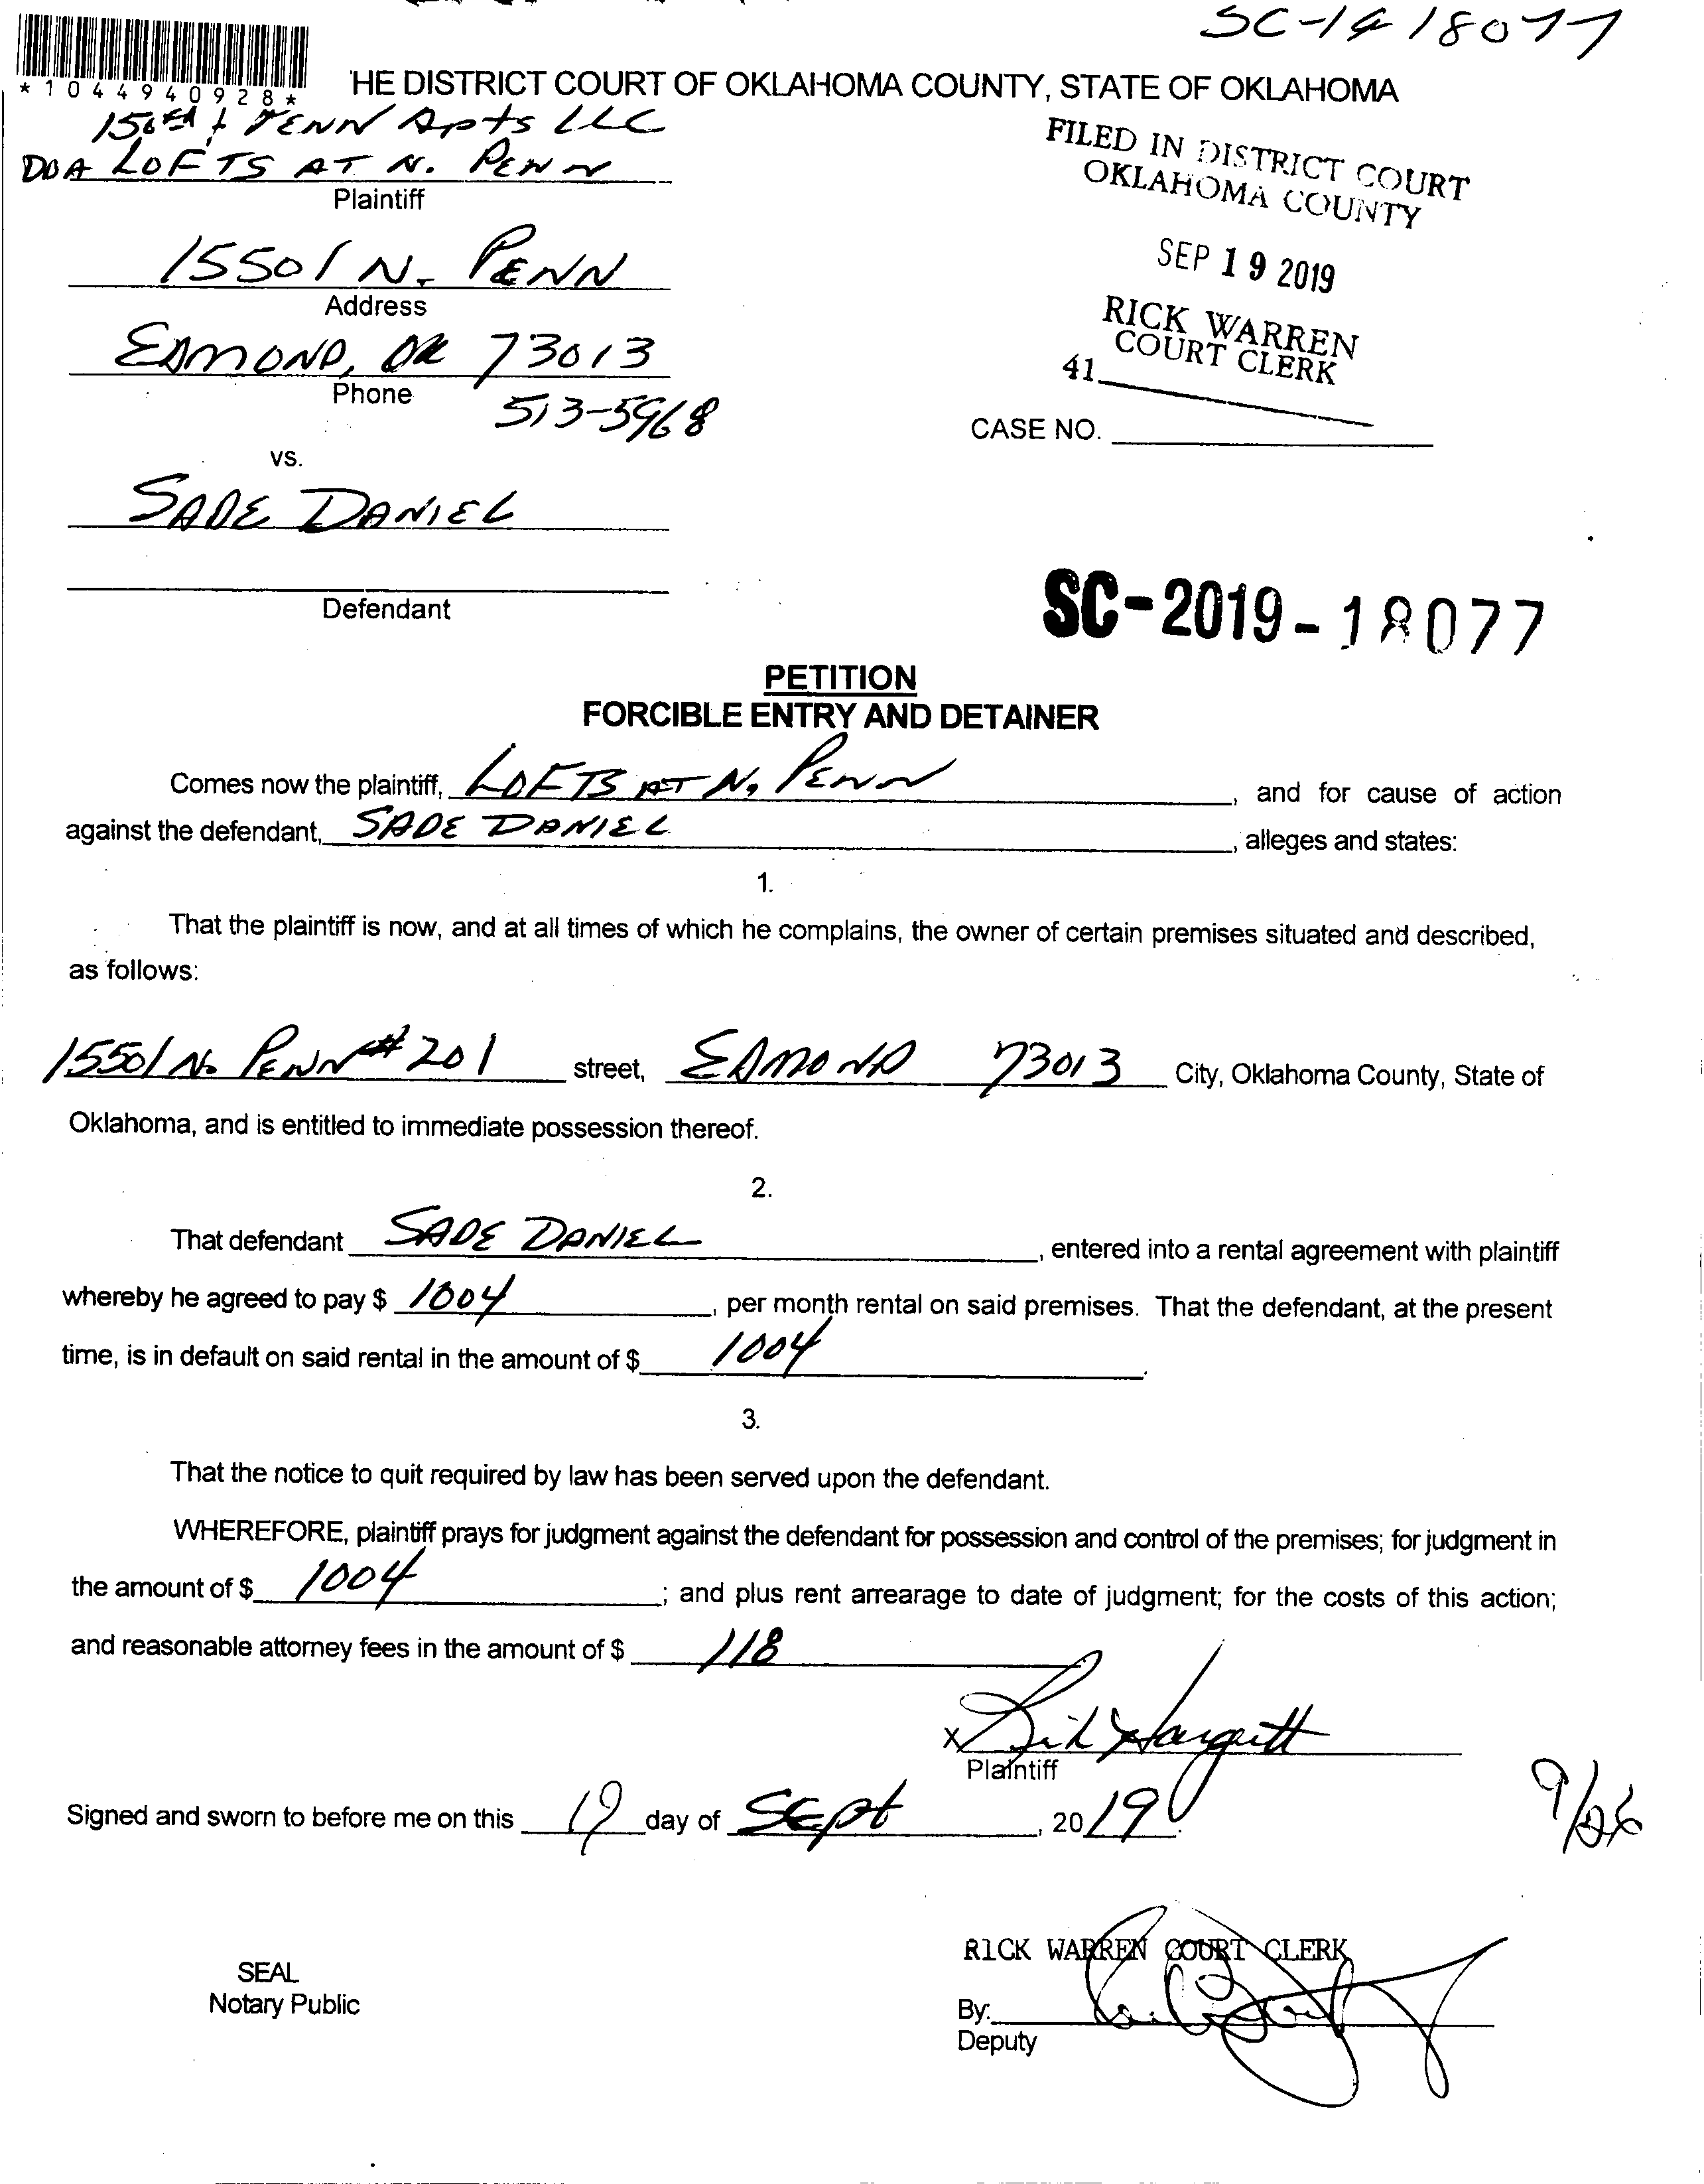 SC-19 18077
*1044940928*
HE DISTRICT COURT OF OKLAHOMA COUNTY, STATE OF OKLAHOMA
150th & PENN Apts LLC
DBA LOFTS AT N. PENN
Plaintiff
FILED IN DISTRICT COURT
OKLAHOMA COUNTY
15501 N. PENN
Address
SEP 19 2019
EDMOND, OK 73013
Phone
513-5968
RICK WARREN
COURT CLERK
41
CASE NO.
vs.
SADE DANIEL
Defendant
SC-2019-18077
PETITION
FORCIBLE ENTRY AND DETAINER
Comes now the plaintiff, LOFTS AT N. PENN, and for cause of action
against the defendant, SADE DANIEL, alleges and states:
1.
That the plaintiff is now, and at all times of which he complains, the owner of certain premises situated and described,
as follows:
15501 N. PENN #201 street, EDMOND 73013 City, Oklahoma County, State of
Oklahoma, and is entitled to immediate possession thereof.
2.
That defendant SADE DANIEL, entered into a rental agreement with plaintiff
whereby he agreed to pay $ 1004, per month rental on said premises. That the defendant, at the present
time, is in default on said rental in the amount of $ 1004.
3.
That the notice to quit required by law has been served upon the defendant.
WHEREFORE, plaintiff prays for judgment against the defendant for possession and control of the premises; for judgment in
the amount of $ 1004; and plus rent arrearage to date of judgment; for the costs of this action;
and reasonable attorney fees in the amount of $ 118
X
Plaintiff
Signed and sworn to before me on this 19 day of Sept, 2019.
9/26
RICK WARREN COURT CLERK
SEAL
Notary Public
By:
Deputy